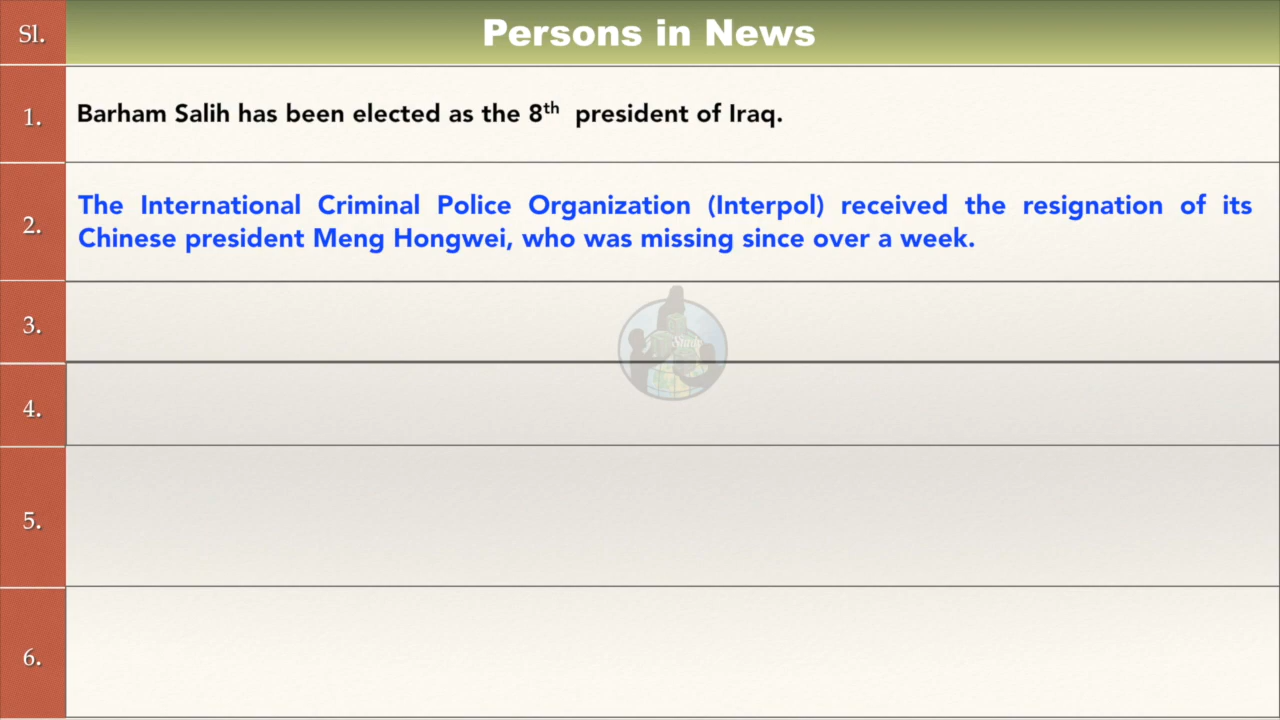 Sl.
Persons in News
1.
Barham Salih has been elected as the 8th president of Iraq.
2.
The International Criminal Police Organization (Interpol) received the resignation of its
Chinese president Meng Hongwei, who was missing since over a week.
3.
Study
4.
5.
6.